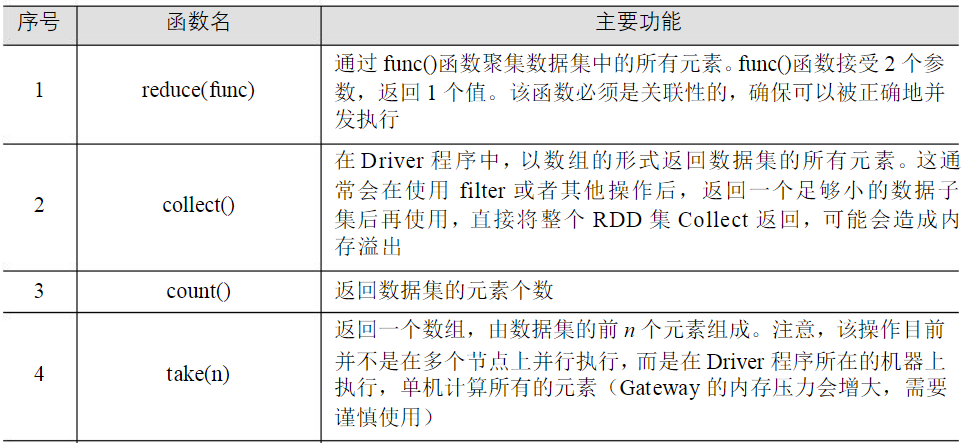 序号 函数名 主要功能
1 reduce(func) 通过 func()函数聚集数据集中的所有元素。func()函数接受 2 个参
数，返回 1 个值。该函数必须是关联性的，确保可以被正确地并
发执行
2 collect() 在 Driver 程序中，以数组的形式返回数据集的所有元素。这通
常会在使用 filter 或者其他操作后，返回一个足够小的数据子
集后再使用，直接将整个 RDD 集 Collect 返回，可能会造成内
存溢出
3 count() 返回数据集的元素个数
4 take(n) 返回一个数组，由数据集的前 n 个元素组成。注意，该操作目前
并不是在多个节点上并行执行，而是在 Driver 程序所在的机器上
执行，单机计算所有的元素（Gateway 的内存压力会增大，需要
谨慎使用）